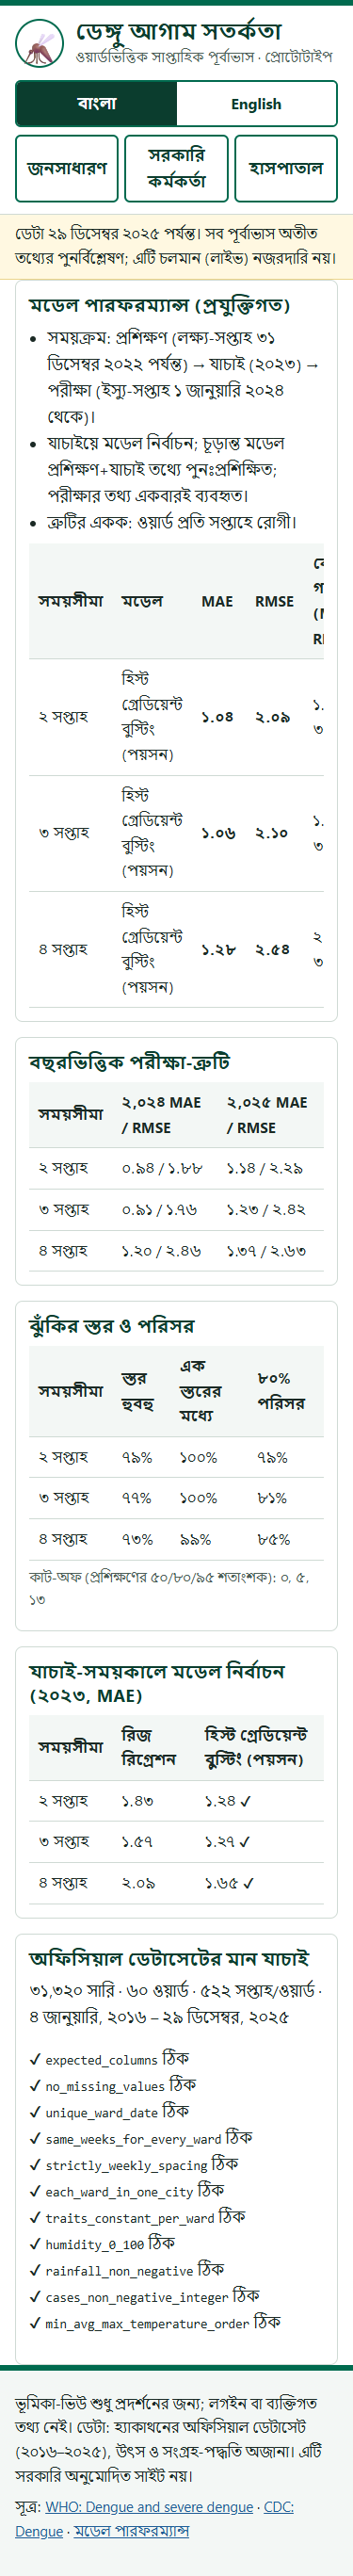 ডেঙ্গু আগাম সতর্কতা
ওয়ার্ডভিত্তিক সাপ্তাহিক পূর্বাভাস · প্রোটোটাইপ
বাংলা English
জনসাধারণ সরকারি কর্মকর্তা হাসপাতাল
ডেটা ২৯ ডিসেম্বর ২০২৫ পর্যন্ত। সব পূর্বাভাস অতীত
তথ্যের পুনর্বিশ্লেষণ; এটি চলমান (লাইভ) নজরদারি নয়।
মডেল পারফরম্যান্স (প্রযুক্তিগত)
• সময়ক্রম: প্রশিক্ষণ (লক্ষ্য-সপ্তাহ ৩১
ডিসেম্বর ২০২২ পর্যন্ত) → যাচাই (২০২৩) →
পরীক্ষা (ইস্যু-সপ্তাহ ১ জানুয়ারি ২০২৪
থেকে)।
• যাচাইয়ে মডেল নির্বাচন; চূড়ান্ত মডেল
প্রশিক্ষণ+যাচাই তথ্যে পুনঃপ্রশিক্ষিত;
পরীক্ষার তথ্য একবারই ব্যবহৃত।
• ত্রুটির একক: ওয়ার্ড প্রতি সপ্তাহে রোগী।
সময়সীমা মডেল MAE RMSE
২ সপ্তাহ হিস্ট গ্রেডিয়েন্ট বুস্টিং (পয়সন) ১.০৪ ২.০৯
৩ সপ্তাহ হিস্ট গ্রেডিয়েন্ট বুস্টিং (পয়সন) ১.০৬ ২.১০
৪ সপ্তাহ হিস্ট গ্রেডিয়েন্ট বুস্টিং (পয়সন) ১.২৮ ২.৫৪
বছরভিত্তিক পরীক্ষা-ত্রুটি
সময়সীমা ২,০২৪ MAE / RMSE ২,০২৫ MAE / RMSE
২ সপ্তাহ ০.৯৪ / ১.৮৮ ১.১৪ / ২.২৯
৩ সপ্তাহ ০.৯১ / ১.৭৬ ১.২৩ / ২.৪২
৪ সপ্তাহ ১.২০ / ২.৪৬ ১.৩৭ / ২.৬৩
ঝুঁকির স্তর ও পরিসর
সময়সীমা স্তর হুবহু এক স্তরের মধ্যে ৮০% পরিসর
২ সপ্তাহ ৭৯% ১০০% ৭৯%
৩ সপ্তাহ ৭৭% ১০০% ৮১%
৪ সপ্তাহ ৭৩% ৯৯% ৮৫%
কাট-অফ (প্রশিক্ষণের ৫০/৮০/৯৫ শতাংশক): ০, ৫,
১৩
যাচাই-সময়কালে মডেল নির্বাচন
(২০২৩, MAE)
সময়সীমা রিজ রিগ্রেশন হিস্ট গ্রেডিয়েন্ট বুস্টিং (পয়সন)
২ সপ্তাহ ১.৪৩ ১.২৪ ✓
৩ সপ্তাহ ১.৫৭ ১.২৭ ✓
৪ সপ্তাহ ২.০৯ ১.৬৫ ✓
অফিসিয়াল ডেটাসেটের মান যাচাই
৩১,৩২০ সারি · ৬০ ওয়ার্ড · ৫২২ সপ্তাহ/ওয়ার্ড ·
৪ জানুয়ারি, ২০১৬ – ২৯ ডিসেম্বর, ২০২৫
✓ expected_columns ঠিক
✓ no_missing_values ঠিক
✓ unique_ward_date ঠিক
✓ same_weeks_for_every_ward ঠিক
✓ strictly_weekly_spacing ঠিক
✓ each_ward_in_one_city ঠিক
✓ traits_constant_per_ward ঠিক
✓ humidity_0_100 ঠিক
✓ rainfall_non_negative ঠিক
✓ cases_non_negative_integer ঠিক
✓ min_avg_max_temperature_order ঠিক
ভূমিকা-ভিউ শুধু প্রদর্শনের জন্য; লগইন বা ব্যক্তিগত
তথ্য নেই। ডেটা: হ্যাকাথনের অফিসিয়াল ডেটাসেট
(২০১৬–২০২৫), উৎস ও সংগ্রহ-পদ্ধতি অজানা। এটি
সরকারি অনুমোদিত সাইট নয়।
সূত্র: WHO: Dengue and severe dengue · CDC:
Dengue · মডেল পারফরম্যান্স